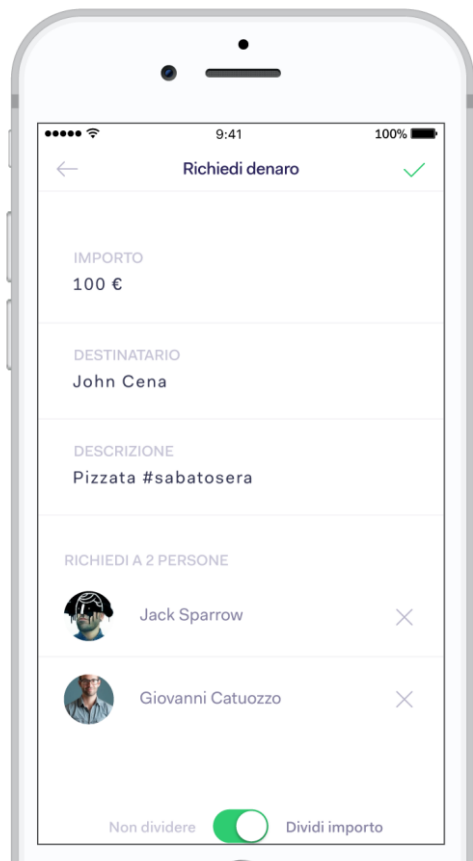 9:41
100%
Richiedi denaro
IMPORTO
100 €
DESTINATARIO
John Cena
DESCRIZIONE
Pizzata #sabatosera
RICHIEDI A 2 PERSONE
Jack Sparrow
Giovanni Catuozzo
Non dividere Dividi importo